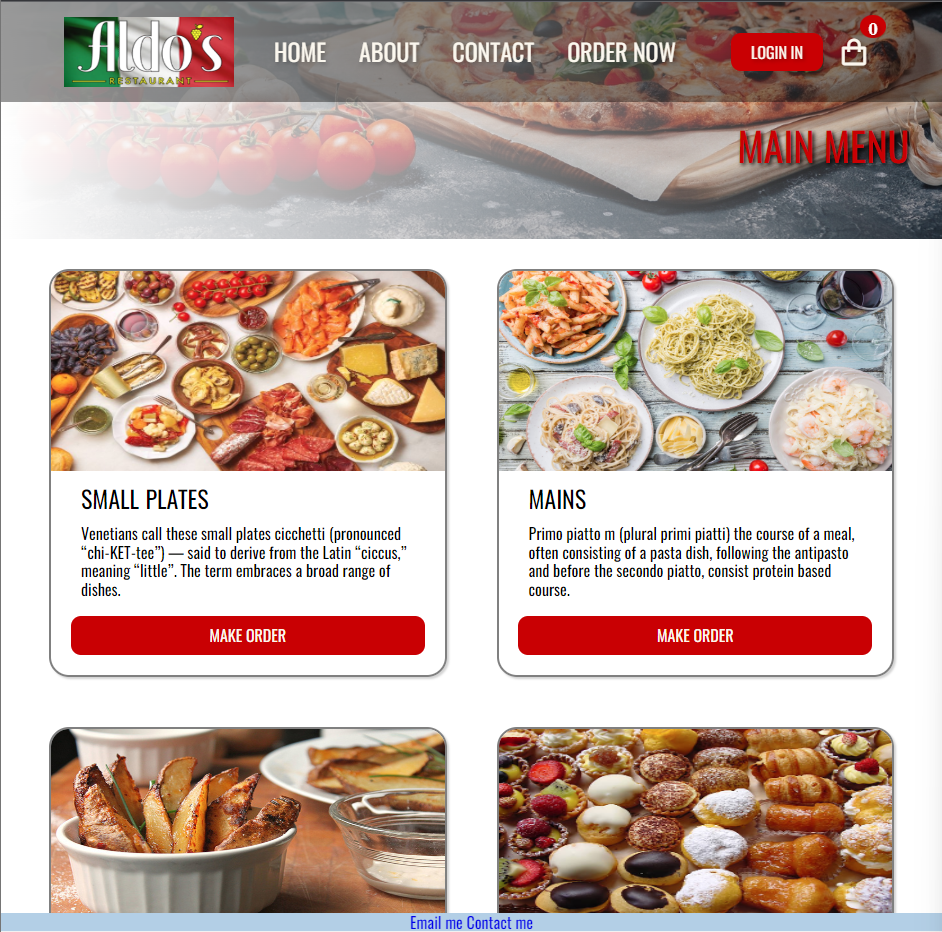 Aldo's
RESTAURANT
HOME ABOUT CONTACT ORDER NOW LOGIN IN 0
MAIN MENU
SMALL PLATES
Venetians call these small plates cicchetti (pronounced
“chi-KET-tee”) — said to derive from the Latin “ciccus,”
meaning “little”. The term embraces a broad range of
dishes.
MAKE ORDER
MAINS
Primo piatto m (plural primi piatti) the course of a meal,
often consisting of a pasta dish, following the antipasto
and before the secondo piatto, consist protein based
course.
MAKE ORDER
Email me Contact me